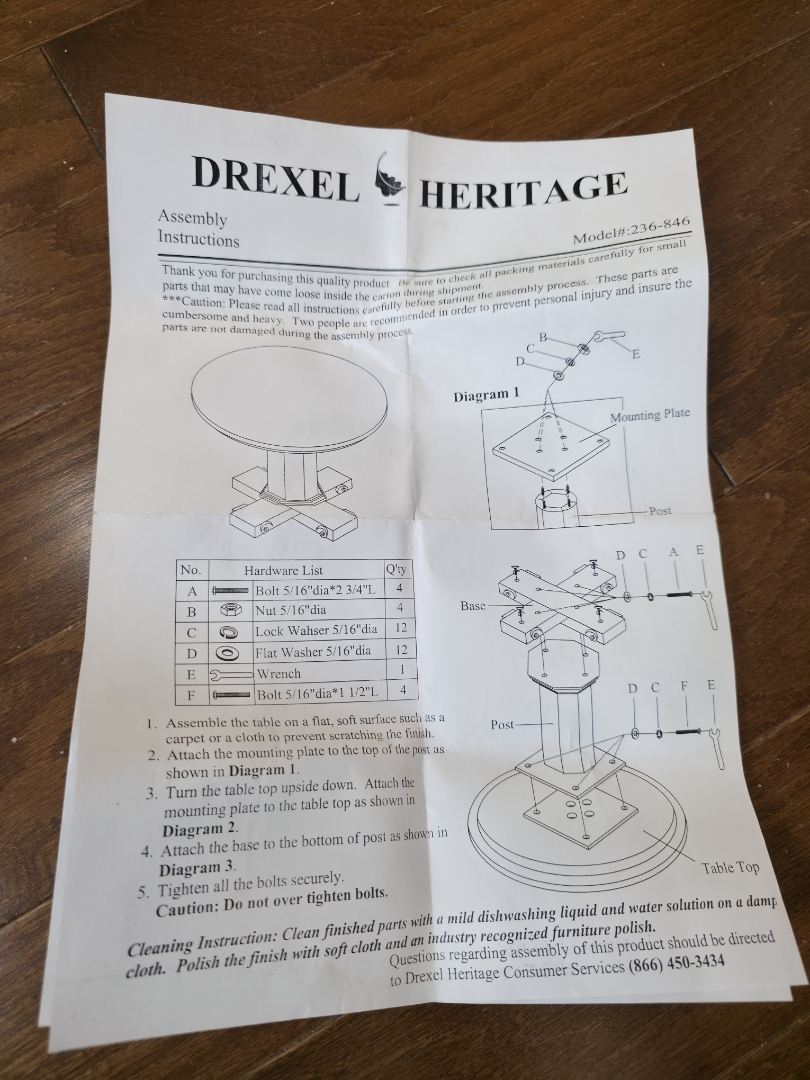 DREXEL HERITAGE
Assembly
Instructions
Model#:236-846
Thank you for purchasing this quality product. Be sure to check all packing materials carefully for small
parts that may have come loose inside the carton during shipment.
***Caution: Please read all instructions carefully before starting the assembly process. These parts are
cumbersome and heavy. Two people are recommended in order to prevent personal injury and insure the
parts are not damaged during the assembly process.
B
C
D
E
Diagram 1
Mounting Plate
Post
No. Hardware List Q'ty
A Bolt 5/16"dia*2 3/4"L 4
B Nut 5/16"dia 4
C Lock Wahser 5/16"dia 12
D Flat Washer 5/16"dia 12
E Wrench 1
F Bolt 5/16"dia*1 1/2"L 4
D C A E
Base
D C F E
Post
Table Top
1. Assemble the table on a flat, soft surface such as a
carpet or a cloth to prevent scratching the finish.
2. Attach the mounting plate to the top of the post as
shown in Diagram 1.
3. Turn the table top upside down. Attach the
mounting plate to the table top as shown in
Diagram 2.
4. Attach the base to the bottom of post as shown in
Diagram 3.
5. Tighten all the bolts securely.
Caution: Do not over tighten bolts.
Cleaning Instruction: Clean finished parts with a mild dishwashing liquid and water solution on a damp
cloth. Polish the finish with soft cloth and an industry recognized furniture polish.
Questions regarding assembly of this product should be directed
to Drexel Heritage Consumer Services (866) 450-3434